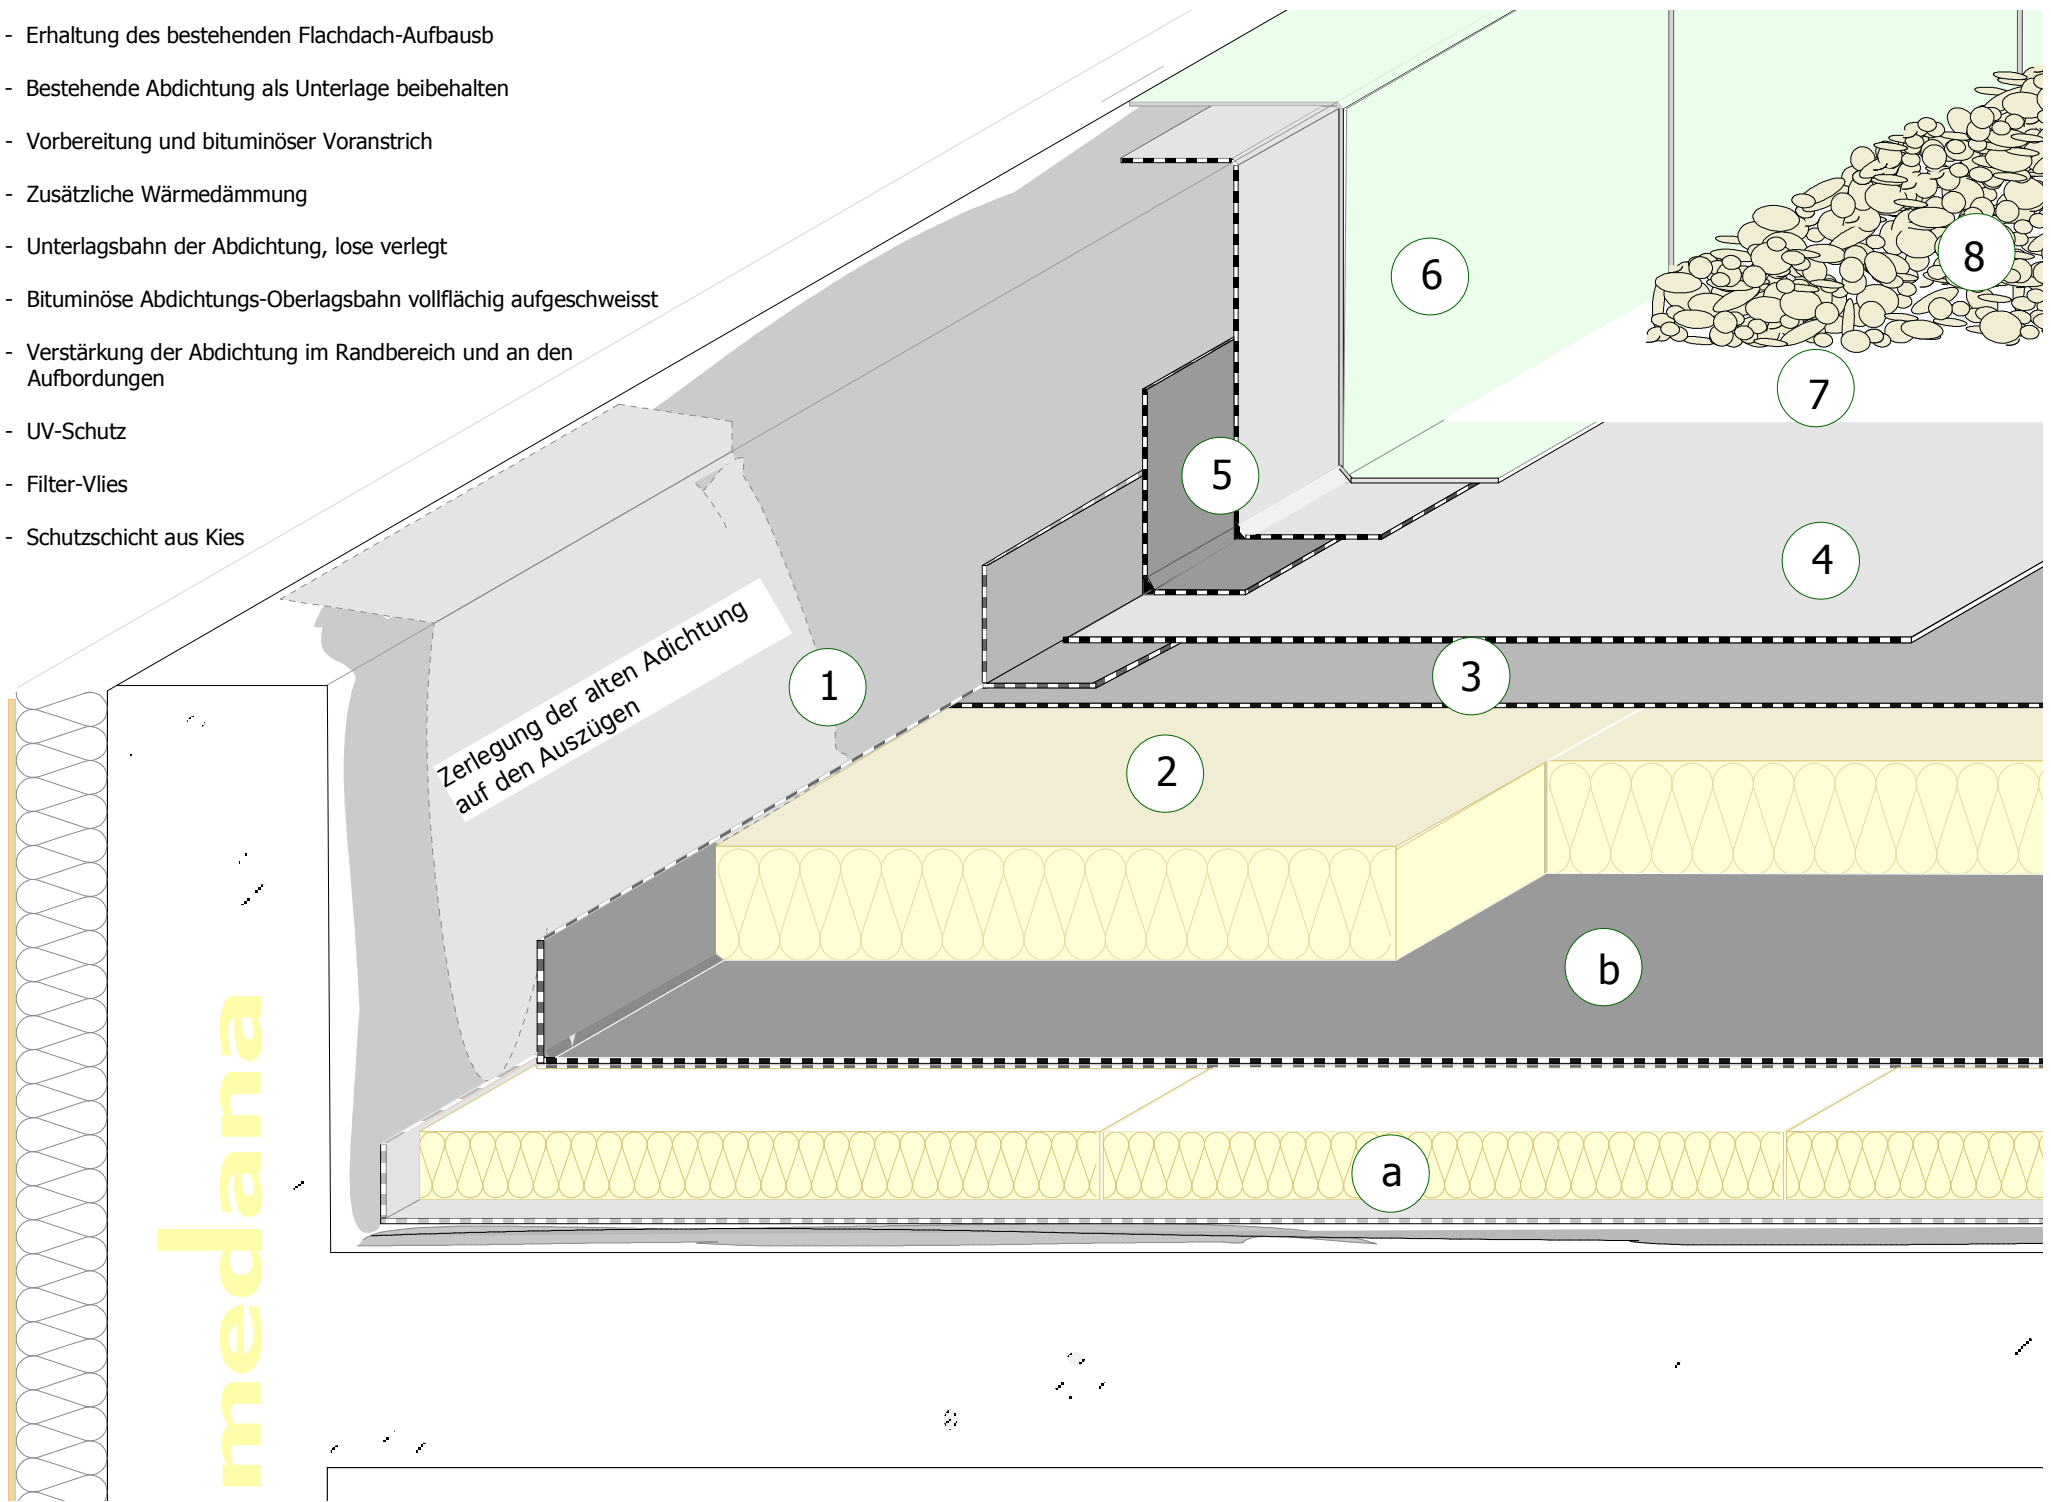 - Erhaltung des bestehenden Flachdach-Aufbausb
- Bestehende Abdichtung als Unterlage beibehalten
- Vorbereitung und bituminöser Voranstrich
- Zusätzliche Wärmedämmung
- Unterlagsbahn der Abdichtung, lose verlegt
- Bituminöse Abdichtungs-Oberlagsbahn vollflächig aufgeschweisst
- Verstärkung der Abdichtung im Randbereich und an den
Aufbordungen
- UV-Schutz
- Filter-Vlies
- Schutzschicht aus Kies
8
6
7
5
4
Zerlegung der alten Adichtung
auf den Auszügen
1
3
2
b
a
medana